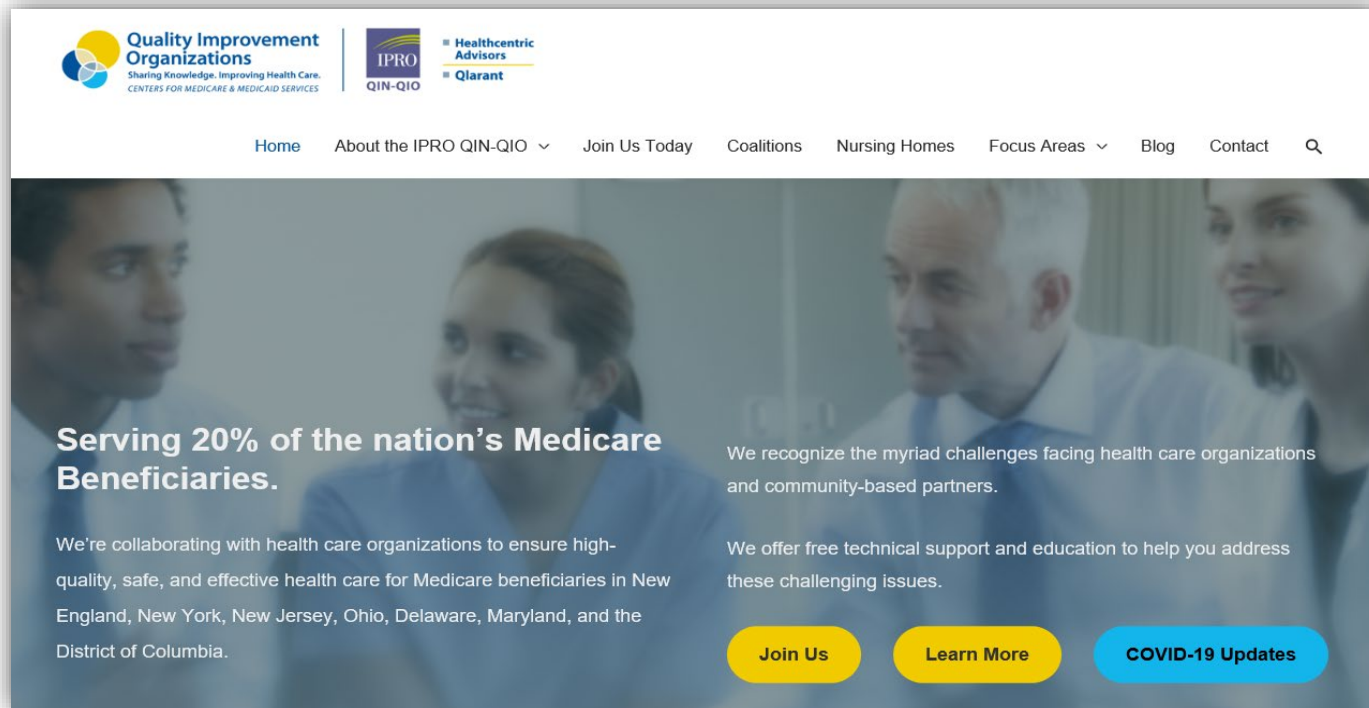 Quality Improvement
Organizations
Sharing Knowledge. Improving Health Care.
CENTERS FOR MEDICARE & MEDICAID SERVICES
IPRO
QIN-QIO
Healthcentric
Advisors
Qlarant
Home About the IPRO QIN-QIO Join Us Today Coalitions Nursing Homes Focus Areas Blog Contact
Serving 20% of the nation’s Medicare
Beneficiaries.
We’re collaborating with health care organizations to ensure high-
quality, safe, and effective health care for Medicare beneficiaries in New
England, New York, New Jersey, Ohio, Delaware, Maryland, and the
District of Columbia.
We recognize the myriad challenges facing health care organizations
and community-based partners.
We offer free technical support and education to help you address
these challenging issues.
Join Us Learn More COVID-19 Updates